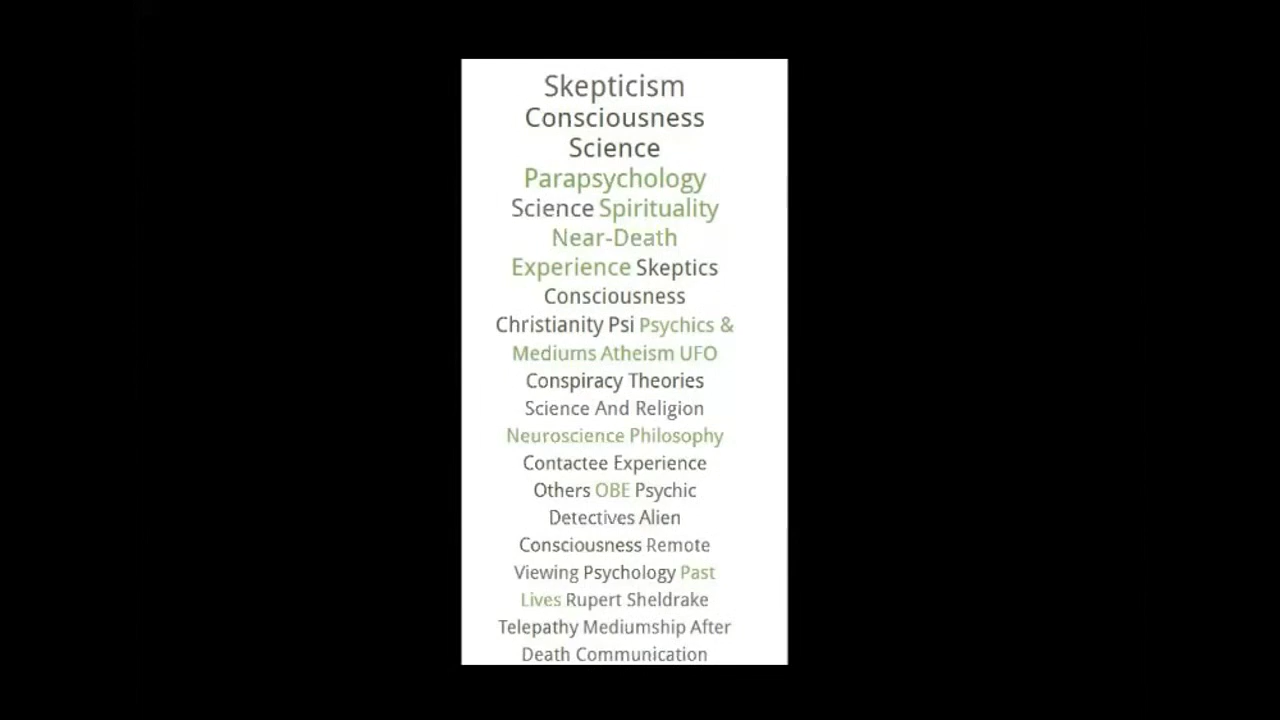 Skepticism
Consciousness
Science
Parapsychology
Science Spirituality
Near-Death
Experience Skeptics
Consciousness
Christianity Psi Psychics &
Mediums Atheism UFO
Conspiracy Theories
Science And Religion
Neuroscience Philosophy
Contactee Experience
Others OBE Psychic
Detectives Alien
Consciousness Remote
Viewing Psychology Past
Lives Rupert Sheldrake
Telepathy Mediumship After
Death Communication